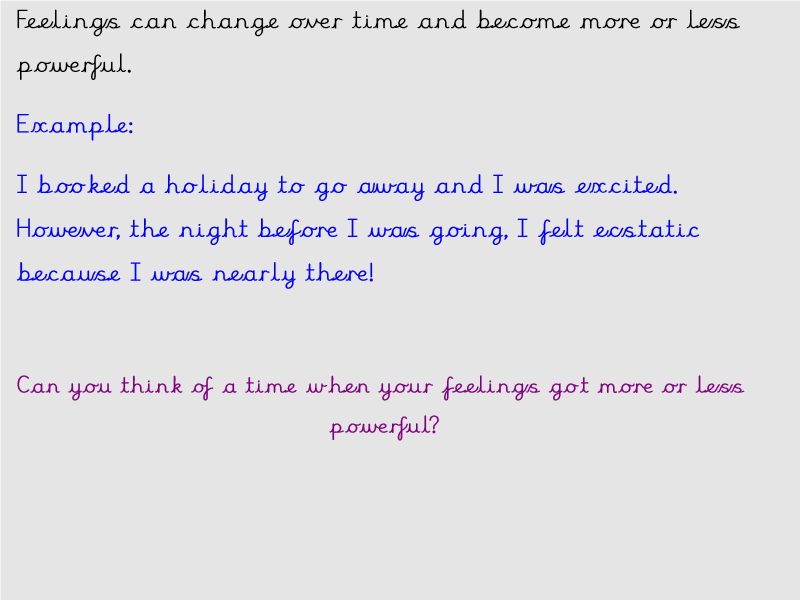 Feelings can change over time and become more or less
powerful.
Example:
I booked a holiday to go away and I was excited.
However, the night before I was going, I felt ecstatic
because I was nearly there!
Can you think of a time when your feelings got more or less
powerful?